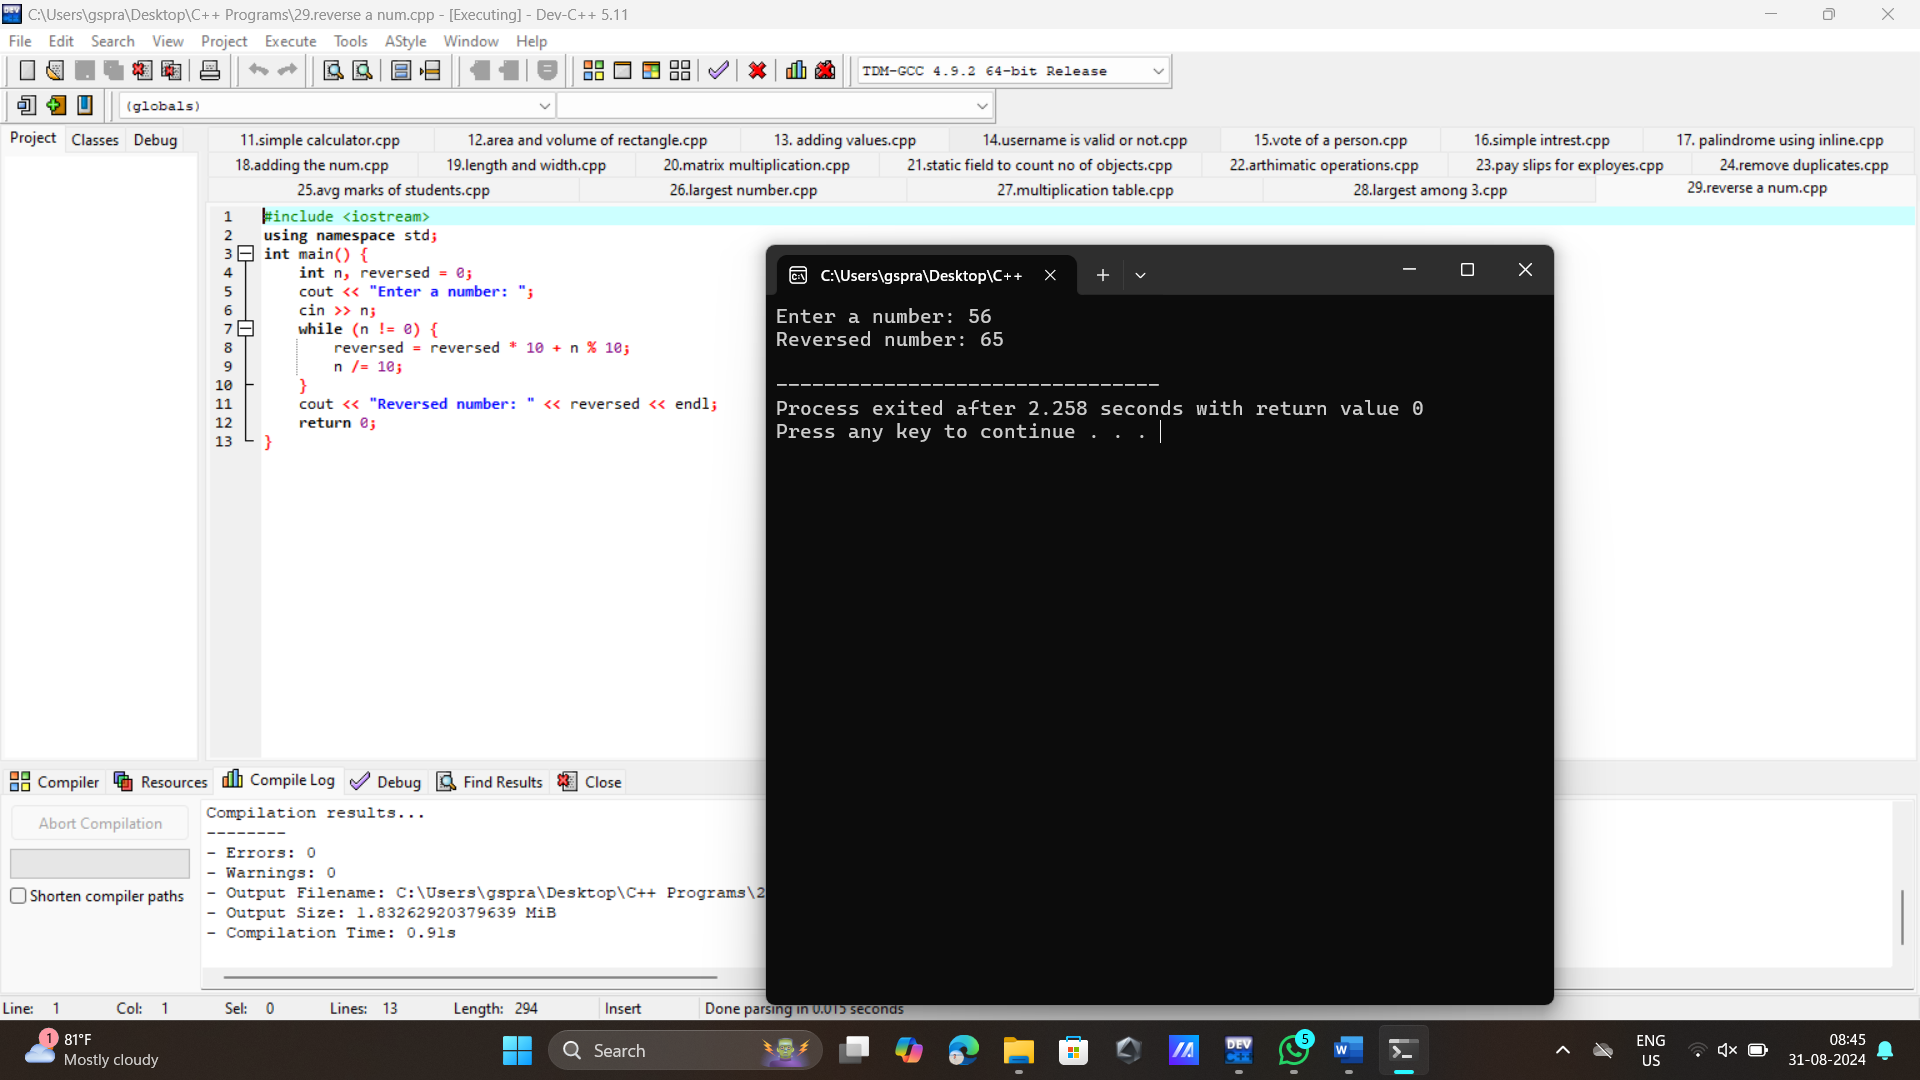 C:\Users\gspra\Desktop\C++ Programs\29.reverse a num.cpp - [Executing] - Dev-C++ 5.11
File Edit Search View Project Execute Tools AStyle Window Help
TDM-GCC 4.9.2 64-bit Release
(globals)
Project Classes Debug
11.simple calculator.cpp 12.area and volume of rectangle.cpp 13. adding values.cpp 14.username is valid or not.cpp 15.vote of a person.cpp 16.simple intrest.cpp 17. palindrome using inline.cpp
18.adding the num.cpp 19.length and width.cpp 20.matrix multiplication.cpp 21.static field to count no of objects.cpp 22.arthimatic operations.cpp 23.pay slips for exployes.cpp 24.remove duplicates.cpp
25.avg marks of students.cpp 26.largest number.cpp 27.multiplication table.cpp 28.largest among 3.cpp 29.reverse a num.cpp
1 #include <iostream>
2 using namespace std;
3 int main() {
4 int n, reversed = 0;
5 cout << "Enter a number: ";
6 cin >> n;
7 while (n != 0) {
8 reversed = reversed * 10 + n % 10;
9 n /= 10;
10 }
11 cout << "Reversed number: " << reversed << endl;
12 return 0;
13 }
C:\Users\gspra\Desktop\C++
Enter a number: 56
Reversed number: 65
--------------------------------
Process exited after 2.258 seconds with return value 0
Press any key to continue . . .
Compiler Resources Compile Log Debug Find Results Close
Abort Compilation
Shorten compiler paths
Compilation results...
--------
- Errors: 0
- Warnings: 0
- Output Filename: C:\Users\gspra\Desktop\C++ Programs\2
- Output Size: 1.83262920379639 MiB
- Compilation Time: 0.91s
Line: 1 Col: 1 Sel: 0 Lines: 13 Length: 294 Insert Done parsing in 0.015 seconds
1
81°F
Mostly cloudy
Search
DEV
C++
5
W
ENG
US
08:45
31-08-2024